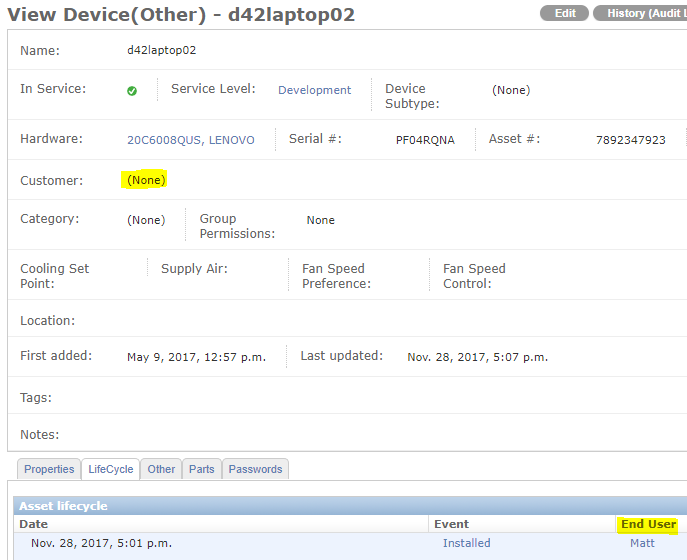 View Device(Other) - d42laptop02 Edit History (Audit
Name: d42laptop02
In Service: Service Level: Development Device Subtype: (None)
Hardware: 20C6008QUS, LENOVO Serial #: PF04RQNA Asset #: 7892347923
Customer: (None)
Category: (None) Group Permissions: None
Cooling Set Point: Supply Air: Fan Speed Preference: Fan Speed Control:
Location:
First added: May 9, 2017, 12:57 p.m. Last updated: Nov. 28, 2017, 5:07 p.m.
Tags:
Notes:
Properties LifeCycle Other Parts Passwords
Asset lifecycle
Date Event End User
Nov. 28, 2017, 5:01 p.m. Installed Matt